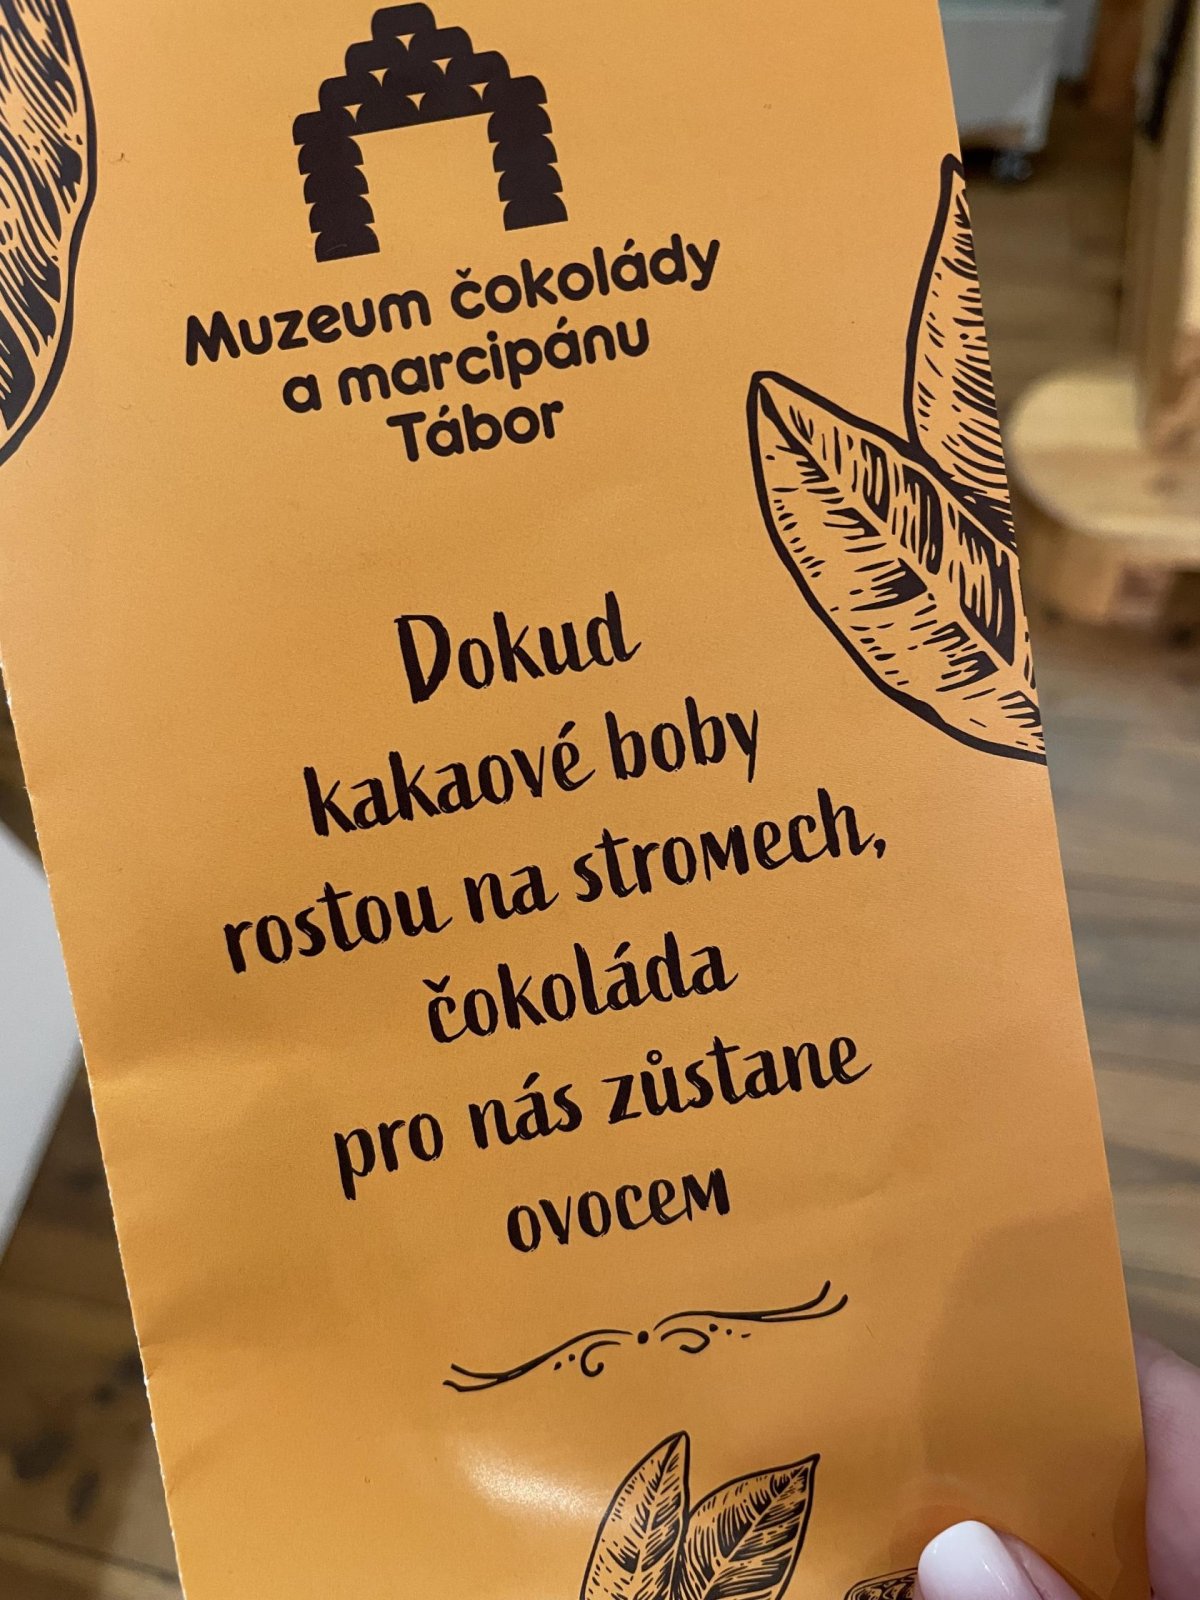 Muzeum čokolády
a marcipánu
Tábor
Dokud
kakaové boby
rostou na stromech,
čokoláda
pro nás zůstane
ovocem